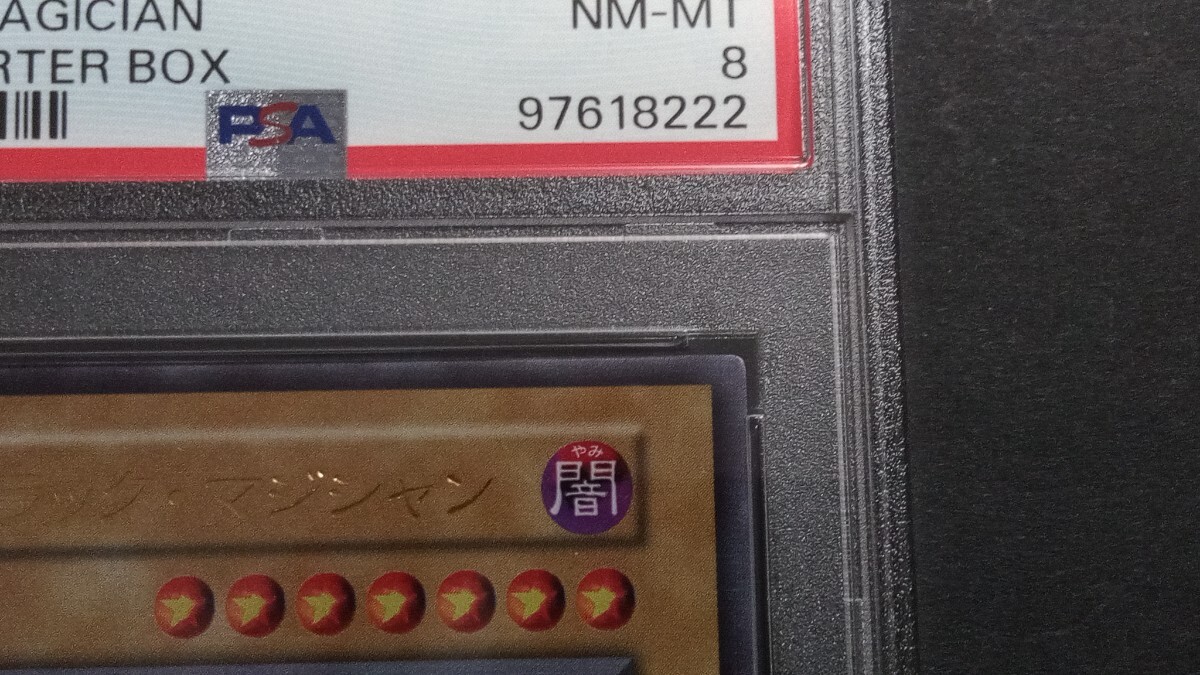 AGICIAN
NM-MT
RTER BOX
8
PSA
97618222
ラック・マジシャン
やみ
闇